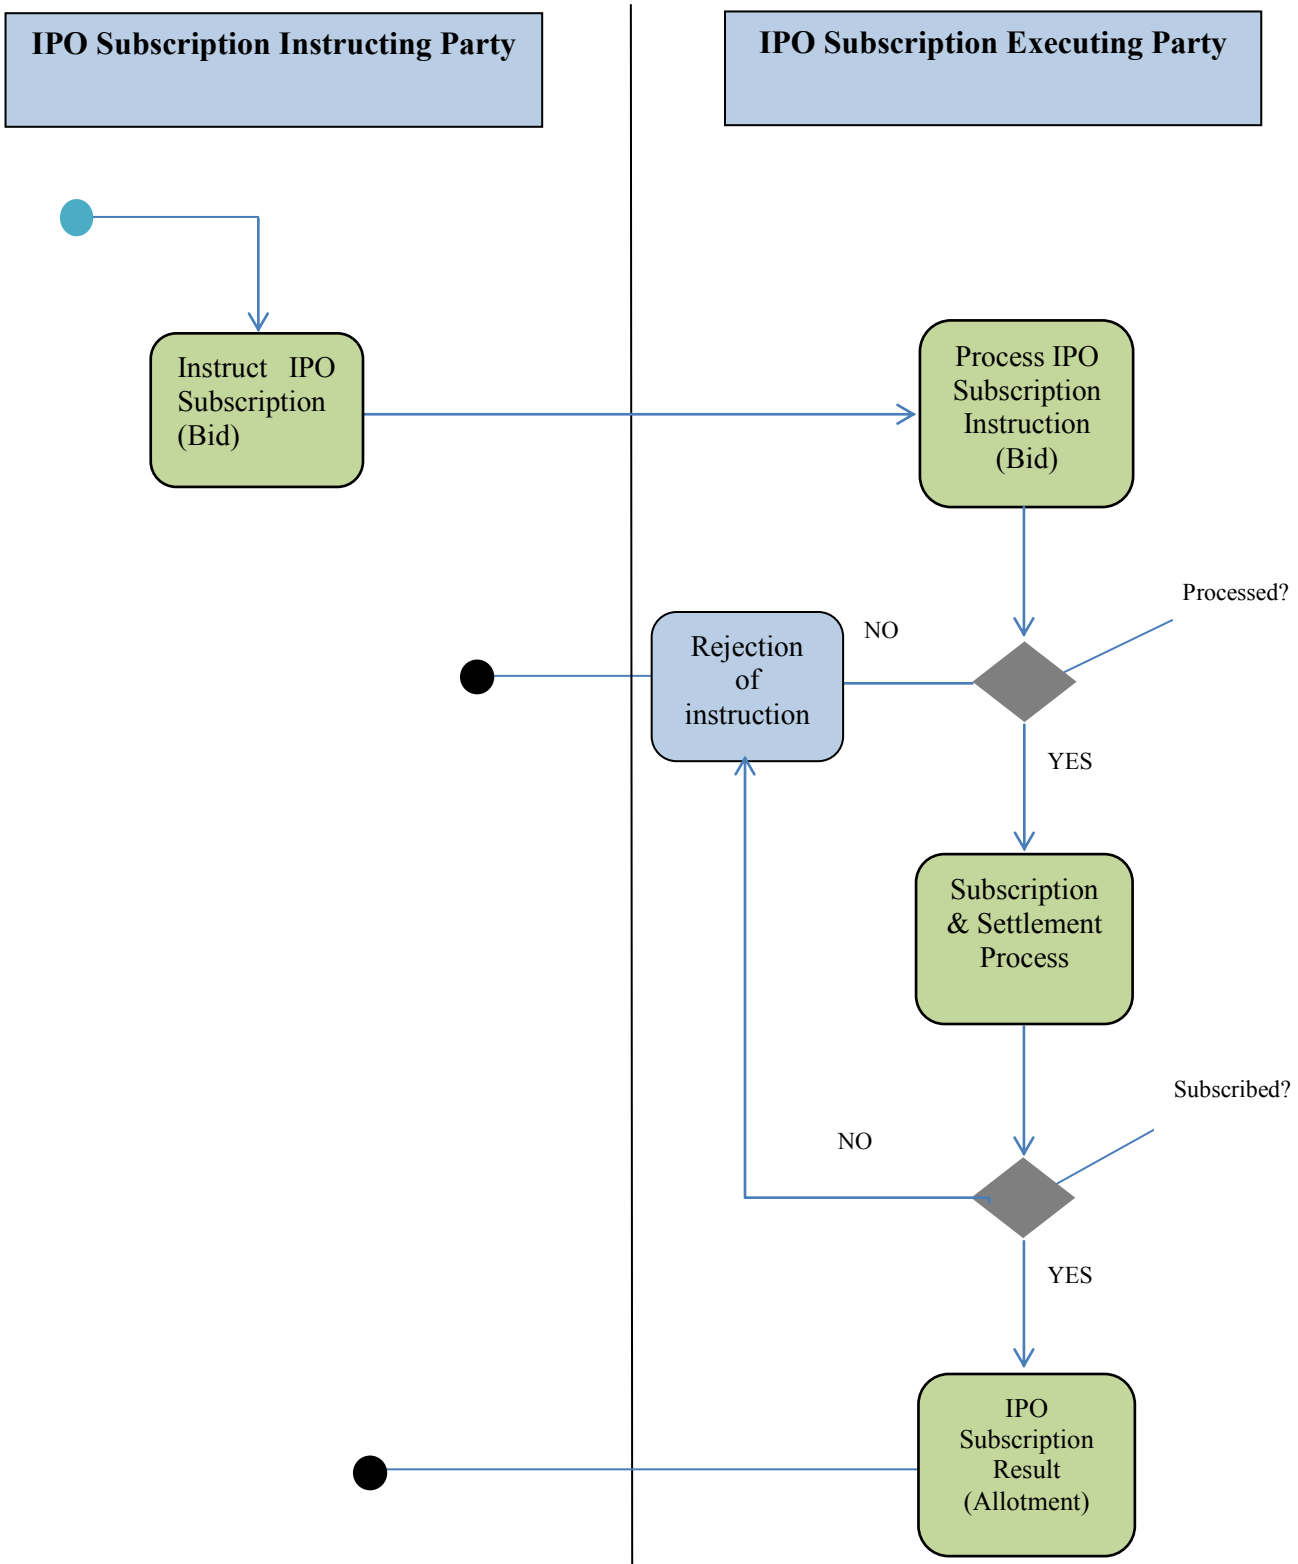 IPO Subscription Instructing Party
IPO Subscription Executing Party
Instruct IPO
Subscription
(Bid)
Process IPO
Subscription
Instruction
(Bid)
Processed?
NO
Rejection
of
instruction
YES
Subscription
& Settlement
Process
Subscribed?
NO
YES
IPO
Subscription
Result
(Allotment)